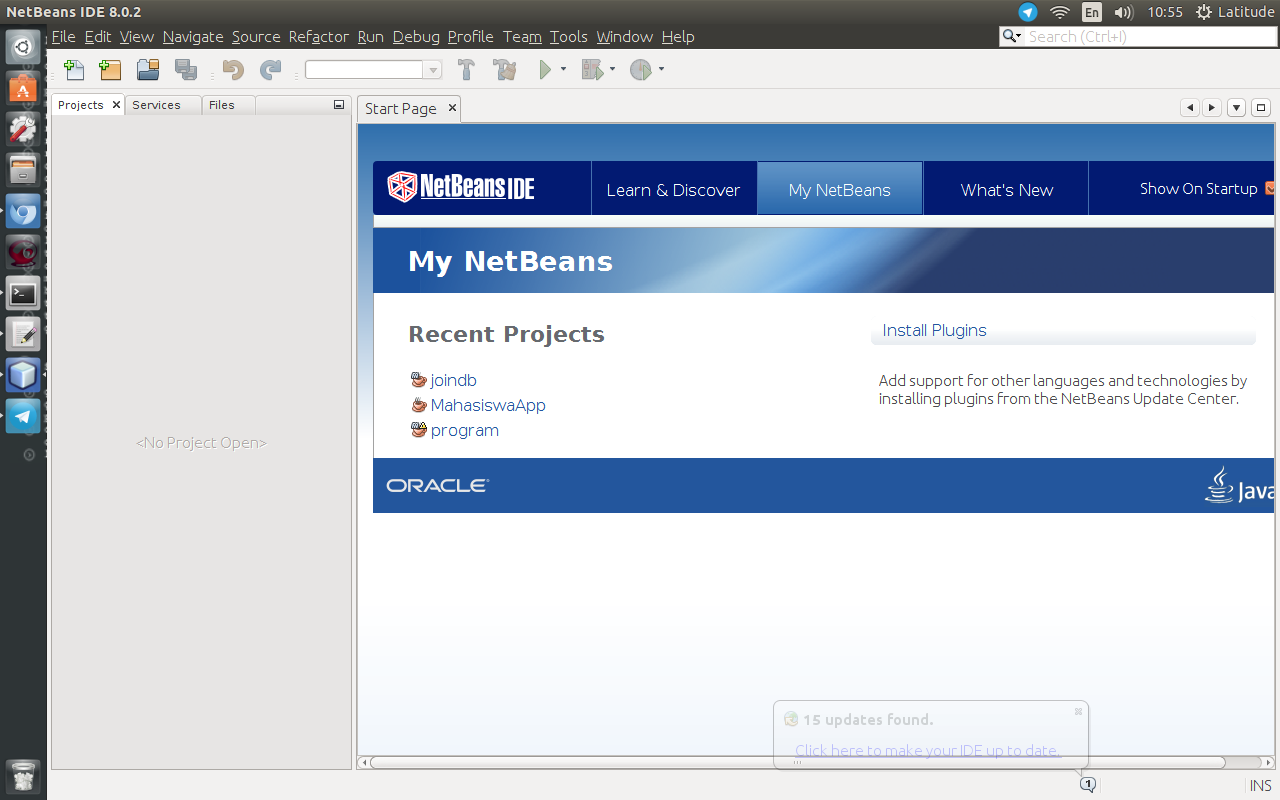 NetBeans IDE 8.0.2
En
10:55
Latitude
File Edit View Navigate Source Refactor Run Debug Profile Team Tools Window Help
Search (Ctrl+I)
Projects
Services
Files
Start Page
NetBeans IDE
Learn & Discover
My NetBeans
What's New
Show On Startup
My NetBeans
Recent Projects
joindb
MahasiswaApp
program
Install Plugins
Add support for other languages and technologies by
installing plugins from the NetBeans Update Center.
<No Project Open>
ORACLE
Java
15 updates found.
Click here to make your IDE up to date.
1
INS